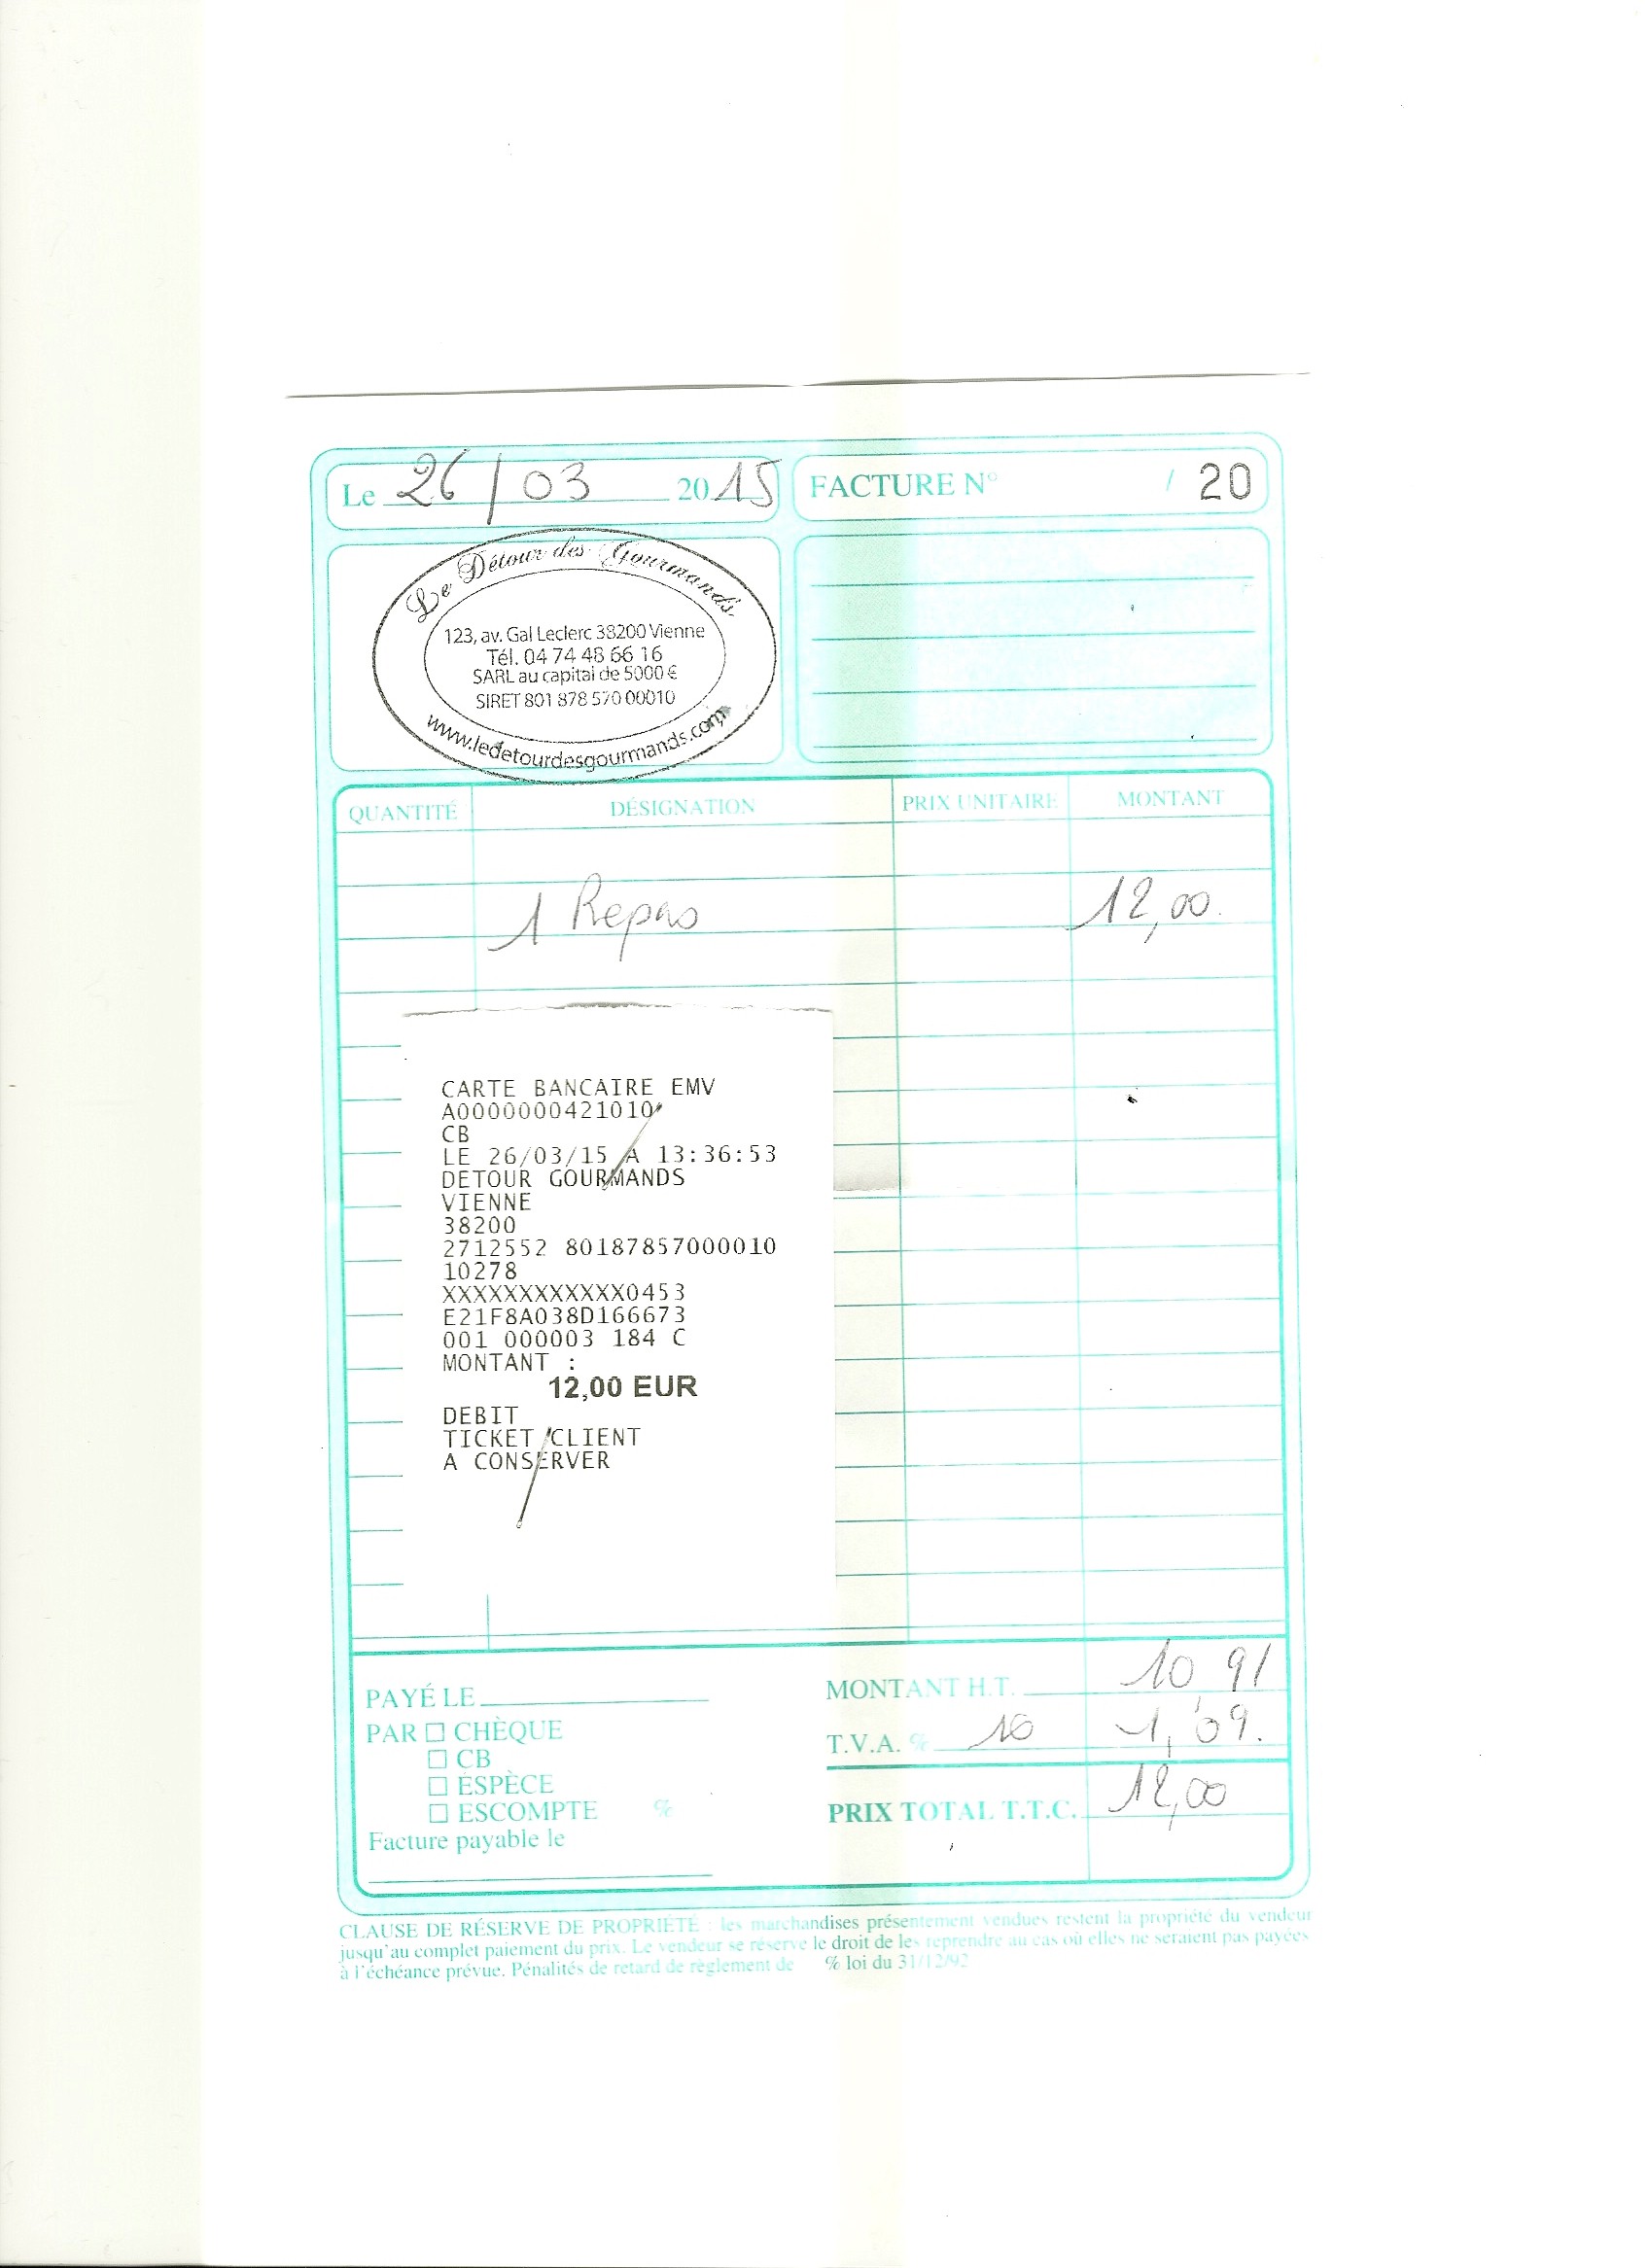 Le 26/03 2015
FACTURE N° / 20
Le Détour des Gourmands
123, av. Gal Leclerc 38200 Vienne
Tél. 04 74 48 66 16
SARL au capital de 5000 €
SIRET 801 878 570 00010
www.ledetourdesgourmands.com
QUANTITÉ DÉSIGNATION PRIX UNITAIRE MONTANT
1 Repas 12,00
CARTE BANCAIRE EMV
A0000000421010
CB
LE 26/03/15 A 13:36:53
DETOUR GOURMANDS
VIENNE
38200
2712552 80187857000010
10278
XXXXXXXXXXXX0453
E21F8A038D166673
001 000003 184 C
MONTANT :
12,00 EUR
DEBIT
TICKET CLIENT
A CONSERVER
PAYÉ LE
PAR □ CHÈQUE
□ CB
□ ESPÈCE
□ ESCOMPTE %
Facture payable le
MONTANT H.T. 10 91
T.V.A. % 10 1,09.
PRIX TOTAL T.T.C. 12,00
CLAUSE DE RÉSERVE DE PROPRIÉTÉ : les marchandises présentement vendues restent la propriété du vendeur
jusqu'au complet paiement du prix. Le vendeur se réserve le droit de les reprendre au cas où elles ne seraient pas payées
à l'échéance prévue. Pénalités de retard de règlement de % loi du 31/12/92